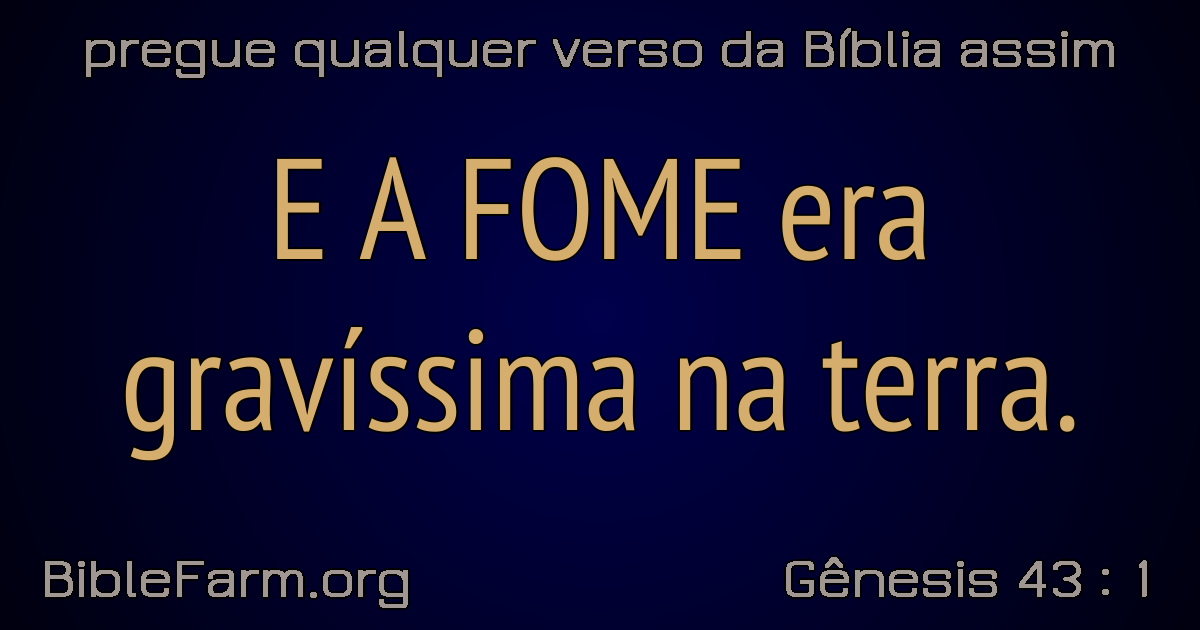 pregue qualquer verso da Bíblia assim
E A FOME era
gravíssima na terra.
BibleFarm.org
Gênesis 43 : 1